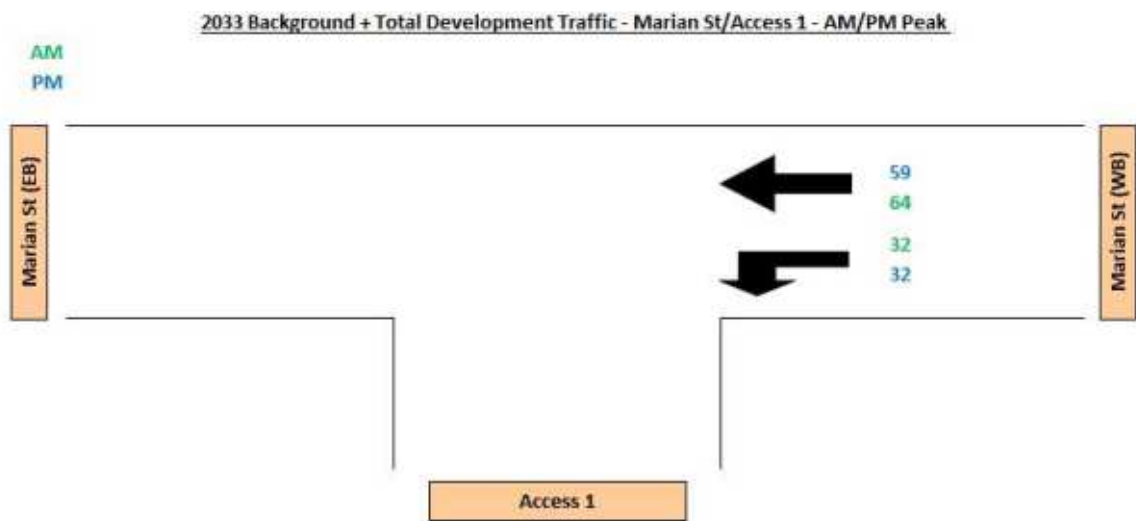 2033 Background + Total Development Traffic - Marian St/Access 1 - AM/PM Peak
AM
PM
Marian St (EB)
59
64
32
32
Marian St (WB)
Access 1